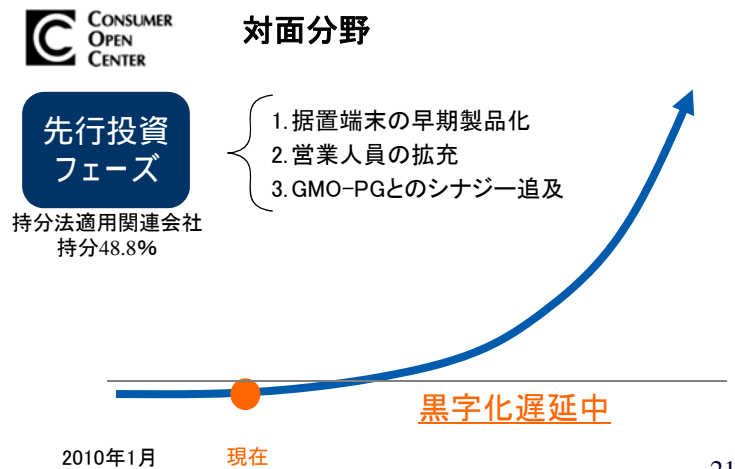 CONSUMER
OPEN
CENTER
対面分野
先行投資
フェーズ
1.据置端末の早期製品化
2.営業人員の拡充
3.GMO-PGとのシナジー追及
持分法適用関連会社
持分48.8%
黒字化遅延中
2010年1月
現在
21